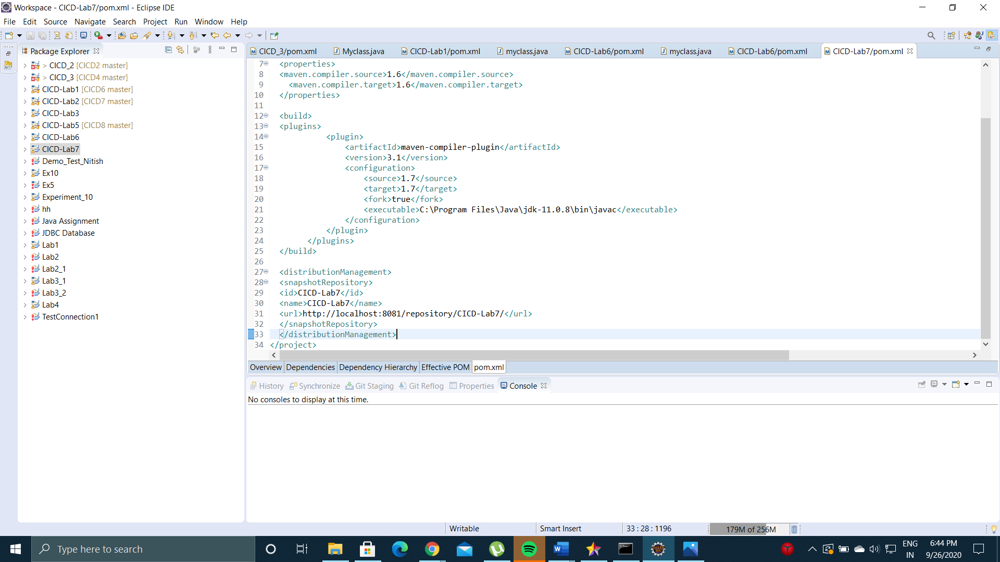 Workspace - CICD-Lab7/pom.xml - Eclipse IDE
File Edit Source Navigate Search Project Run Window Help
Package Explorer
CICD_3/pom.xml Myclass.java CICD-Lab1/pom.xml myclass.java CICD-Lab6/pom.xml myclass.java CICD-Lab6/pom.xml CICD-Lab7/pom.xml
> CICD_2 [CICD2 master]
> CICD_3 [CICD4 master]
CICD-Lab1 [CICD6 master]
CICD-Lab2 [CICD7 master]
CICD-Lab3
CICD-Lab5 [CICD8 master]
CICD-Lab6
CICD-Lab7
Demo_Test_Nitish
Ex10
Ex5
Experiment_10
hh
Java Assignment
JDBC Database
Lab1
Lab2
Lab2_1
Lab3_1
Lab3_2
Lab4
TestConnection1
7 <properties>
8 <maven.compiler.source>1.6</maven.compiler.source>
9 <maven.compiler.target>1.6</maven.compiler.target>
10 </properties>
11
12 <build>
13 <plugins>
14 <plugin>
15 <artifactId>maven-compiler-plugin</artifactId>
16 <version>3.1</version>
17 <configuration>
18 <source>1.7</source>
19 <target>1.7</target>
20 <fork>true</fork>
21 <executable>C:\Program Files\Java\jdk-11.0.8\bin\javac</executable>
22 </configuration>
23 </plugin>
24 </plugins>
25 </build>
26
27 <distributionManagement>
28 <snapshotRepository>
29 <id>CICD-Lab7</id>
30 <name>CICD-Lab7</name>
31 <url>http://localhost:8081/repository/CICD-Lab7/</url>
32 </snapshotRepository>
33 </distributionManagement>
34 </project>
Overview Dependencies Dependency Hierarchy Effective POM pom.xml
History Synchronize Git Staging Git Reflog Properties Console
No consoles to display at this time.
Writable Smart Insert 33 : 28 : 1196 179M of 256M
Type here to search
ENG
IN
6:44 PM
9/26/2020